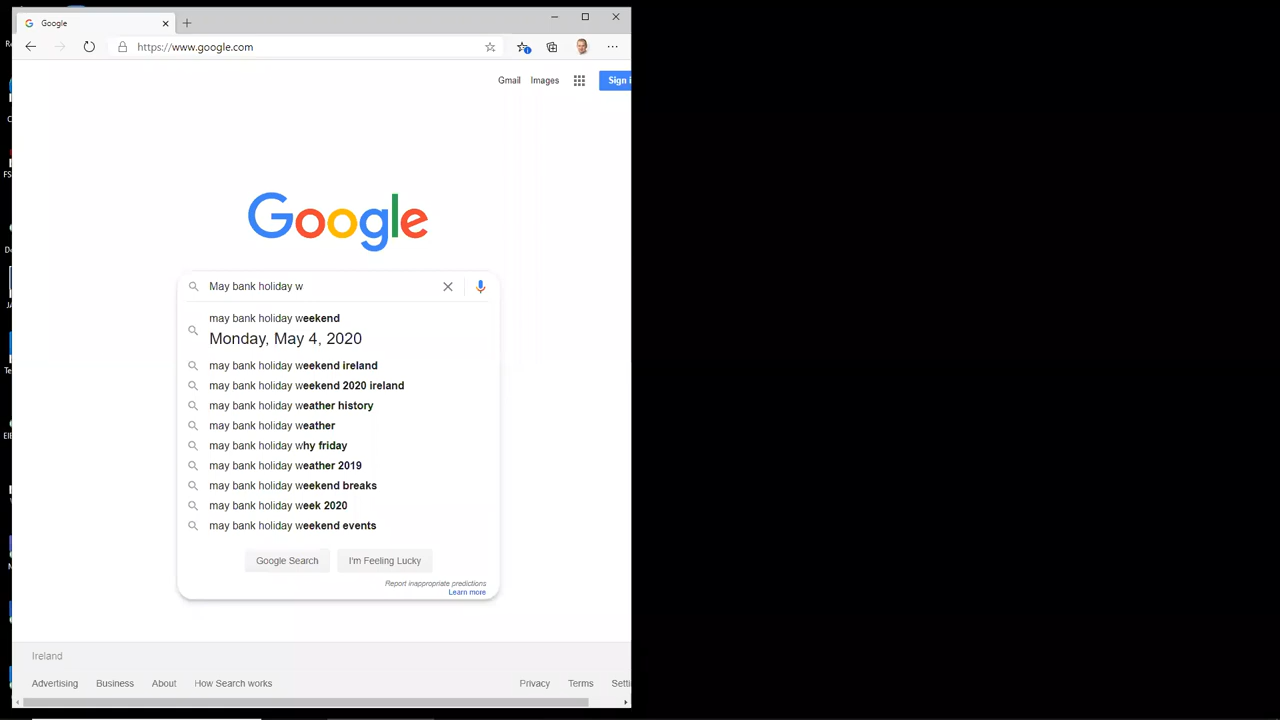 Google
https://www.google.com
Gmail Images Sign i
Google
May bank holiday w
may bank holiday weekend
Monday, May 4, 2020
may bank holiday weekend ireland
may bank holiday weekend 2020 ireland
may bank holiday weather history
may bank holiday weather
may bank holiday why friday
may bank holiday weather 2019
may bank holiday weekend breaks
may bank holiday week 2020
may bank holiday weekend events
Google Search I'm Feeling Lucky
Report inappropriate predictions
Learn more
Ireland
Advertising Business About How Search works Privacy Terms Setti